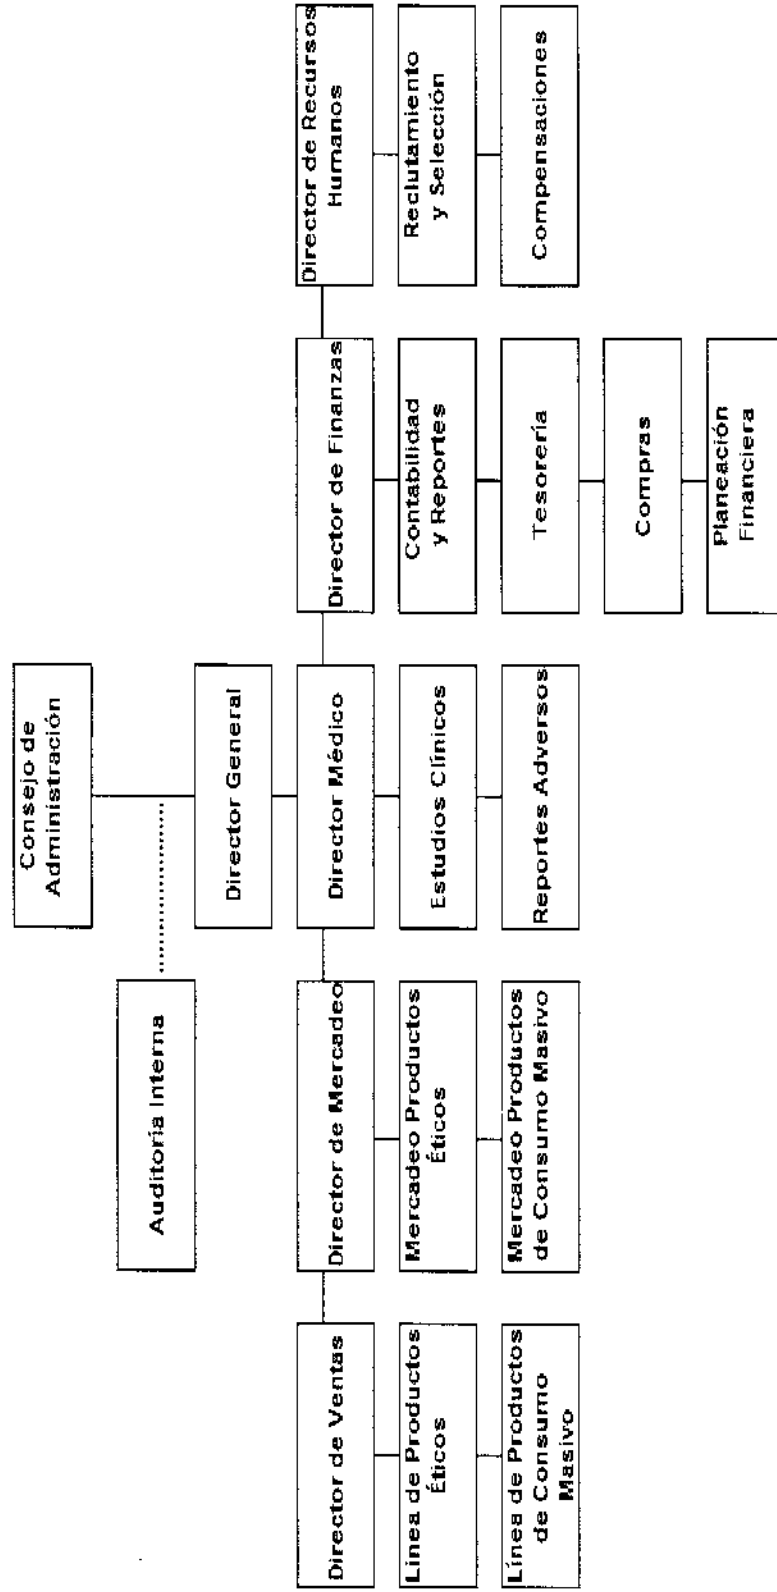 Consejo de
Administración
Auditoría Interna
Director General
Director de Ventas
Director de Mercadeo
Director Médico
Director de Finanzas
Director de Recursos
Humanos
Línea de Productos
Éticos
Mercadeo Productos
Éticos
Estudios Clínicos
Contabilidad
y Reportes
Reclutamiento
y Selección
Línea de Productos
de Consumo
Masivo
Mercadeo Productos
de Consumo Masivo
Reportes Adversos
Tesorería
Compensaciones
Compras
Planeación
Financiera